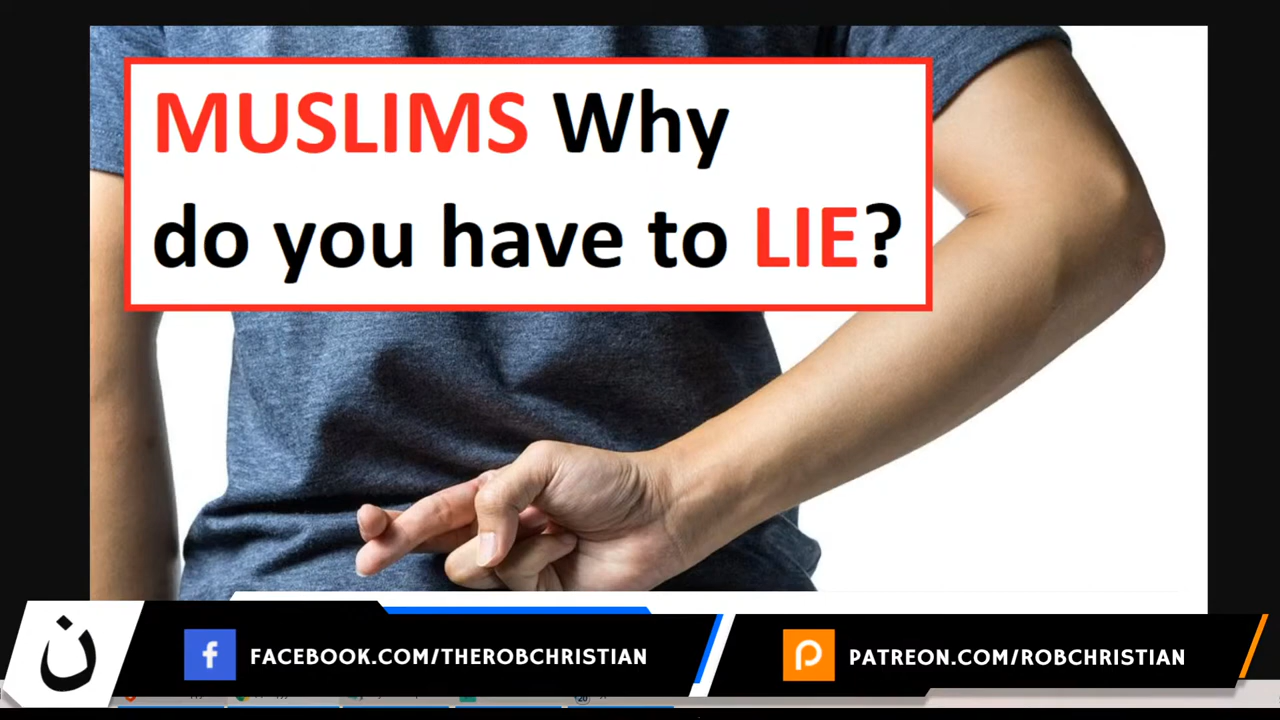 MUSLIMS Why
do you have to LIE?
ن
FACEBOOK.COM/THEROBCHRISTIAN
PATREON.COM/ROBCHRISTIAN